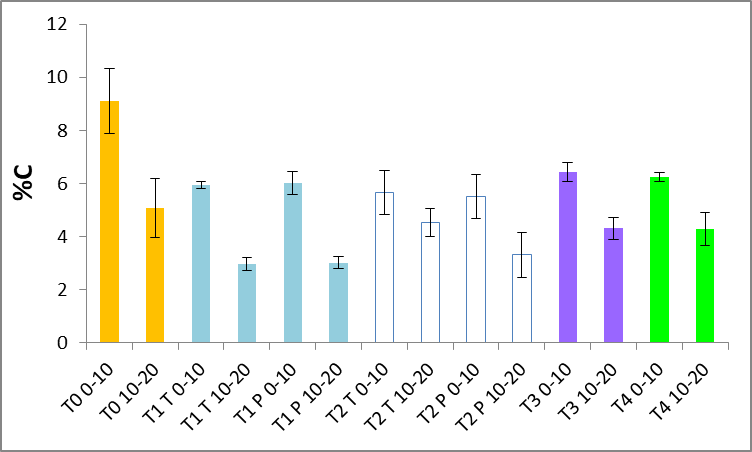 12
10
8
6
4
2
0
%C
T0 0-10
T0 10-20
T1 T 0-10
T1 T 10-20
T1 P 0-10
T1 P 10-20
T2 T 0-10
T2 T 10-20
T2 P 0-10
T2 P 10-20
T3 0-10
T3 10-20
T4 0-10
T4 10-20